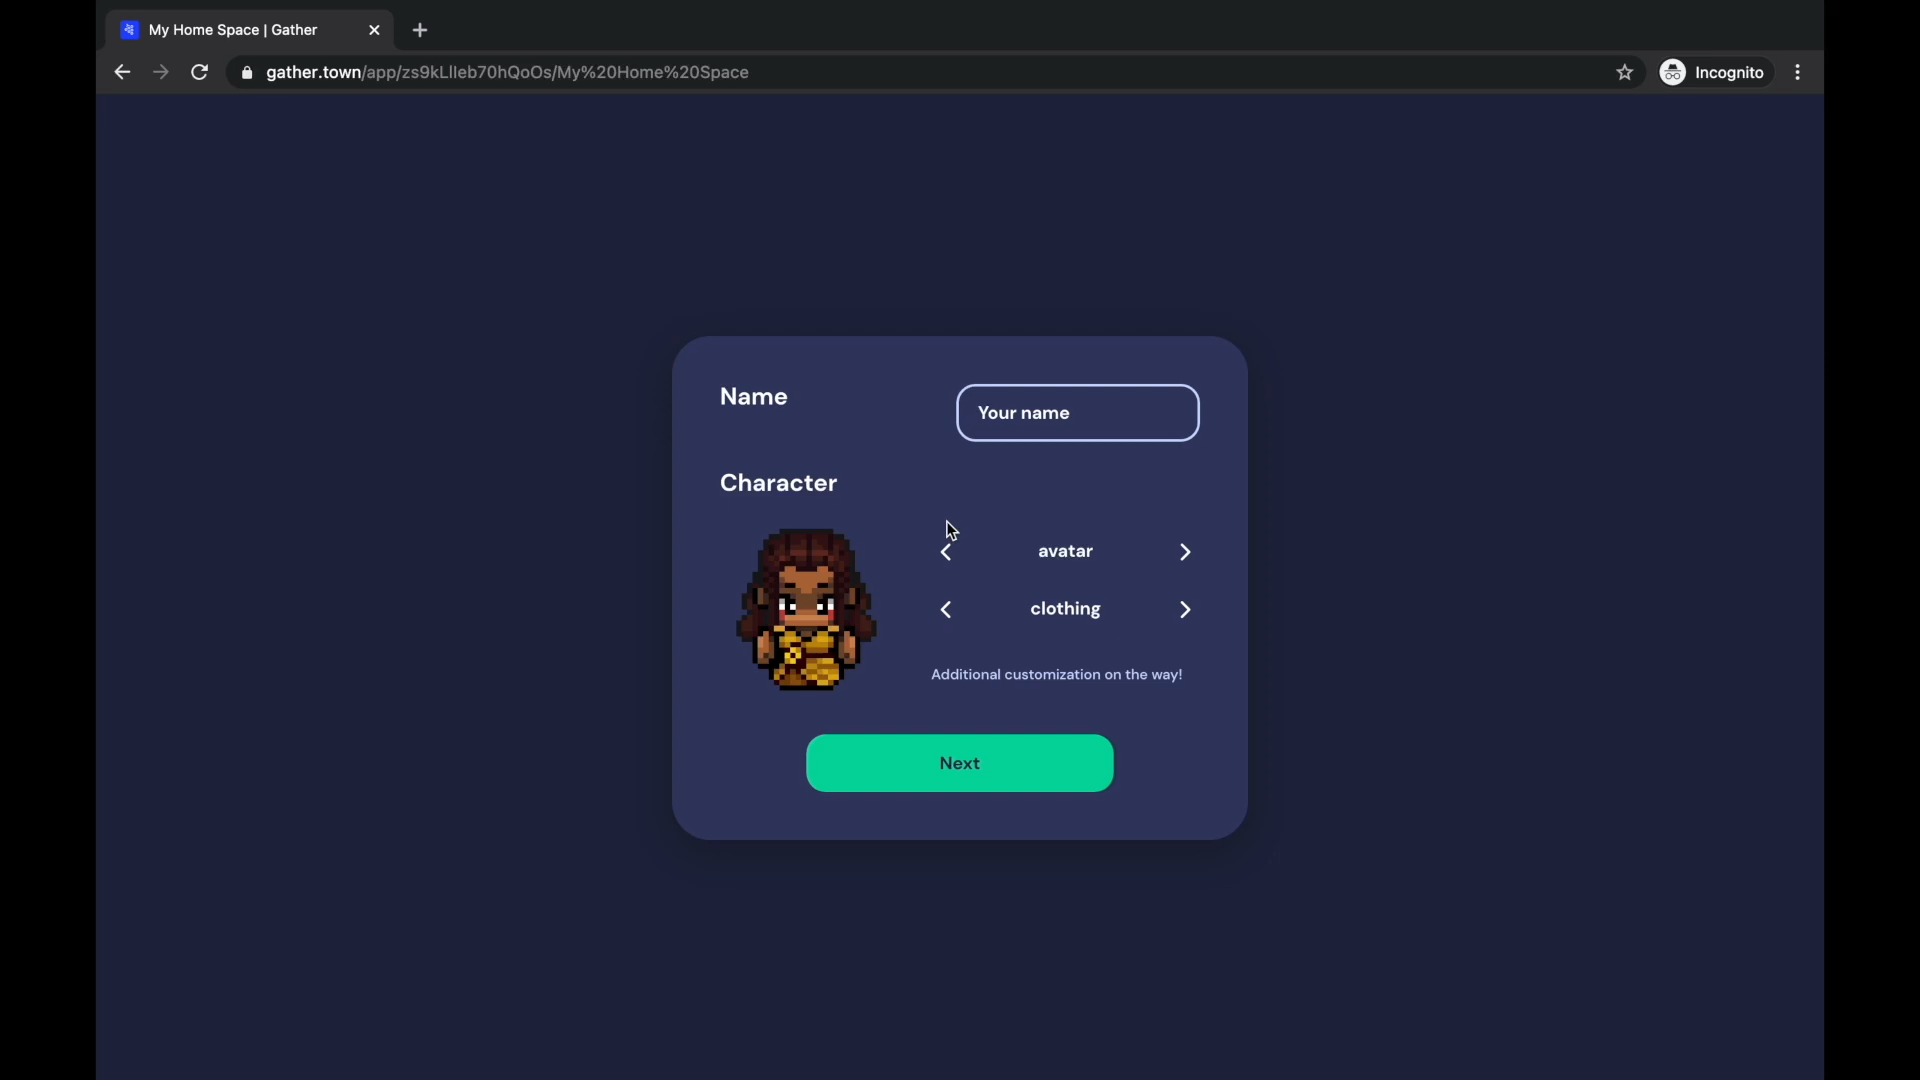 My Home Space | Gather
gather.town/app/zs9kLlleb70hQoOs/My%20Home%20Space
Incognito
Name
Your name
Character
avatar
clothing
Additional customization on the way!
Next